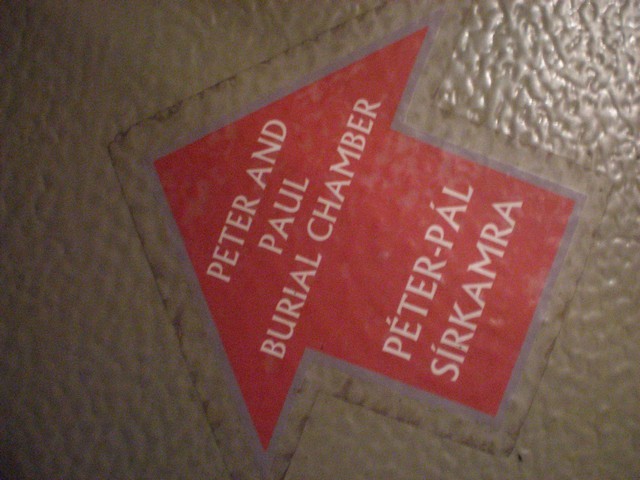 PETER AND
PAUL
BURIAL CHAMBER
PÉTER-PÁL
SÍRKAMRA